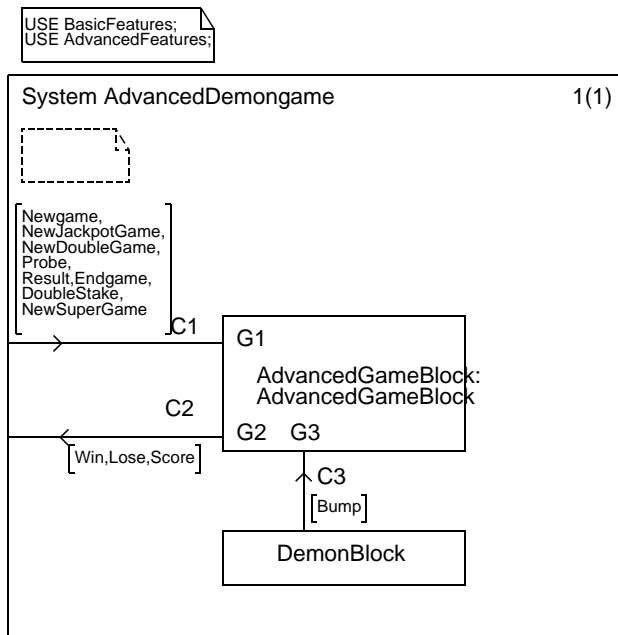 USE BasicFeatures;
USE AdvancedFeatures;
System AdvancedDemongame 1(1)
Newgame,
NewJackpotGame,
NewDoubleGame,
Probe,
Result,Endgame,
DoubleStake,
NewSuperGame
C1
G1
AdvancedGameBlock:
AdvancedGameBlock
C2
G2 G3
Win,Lose,Score
C3
Bump
DemonBlock